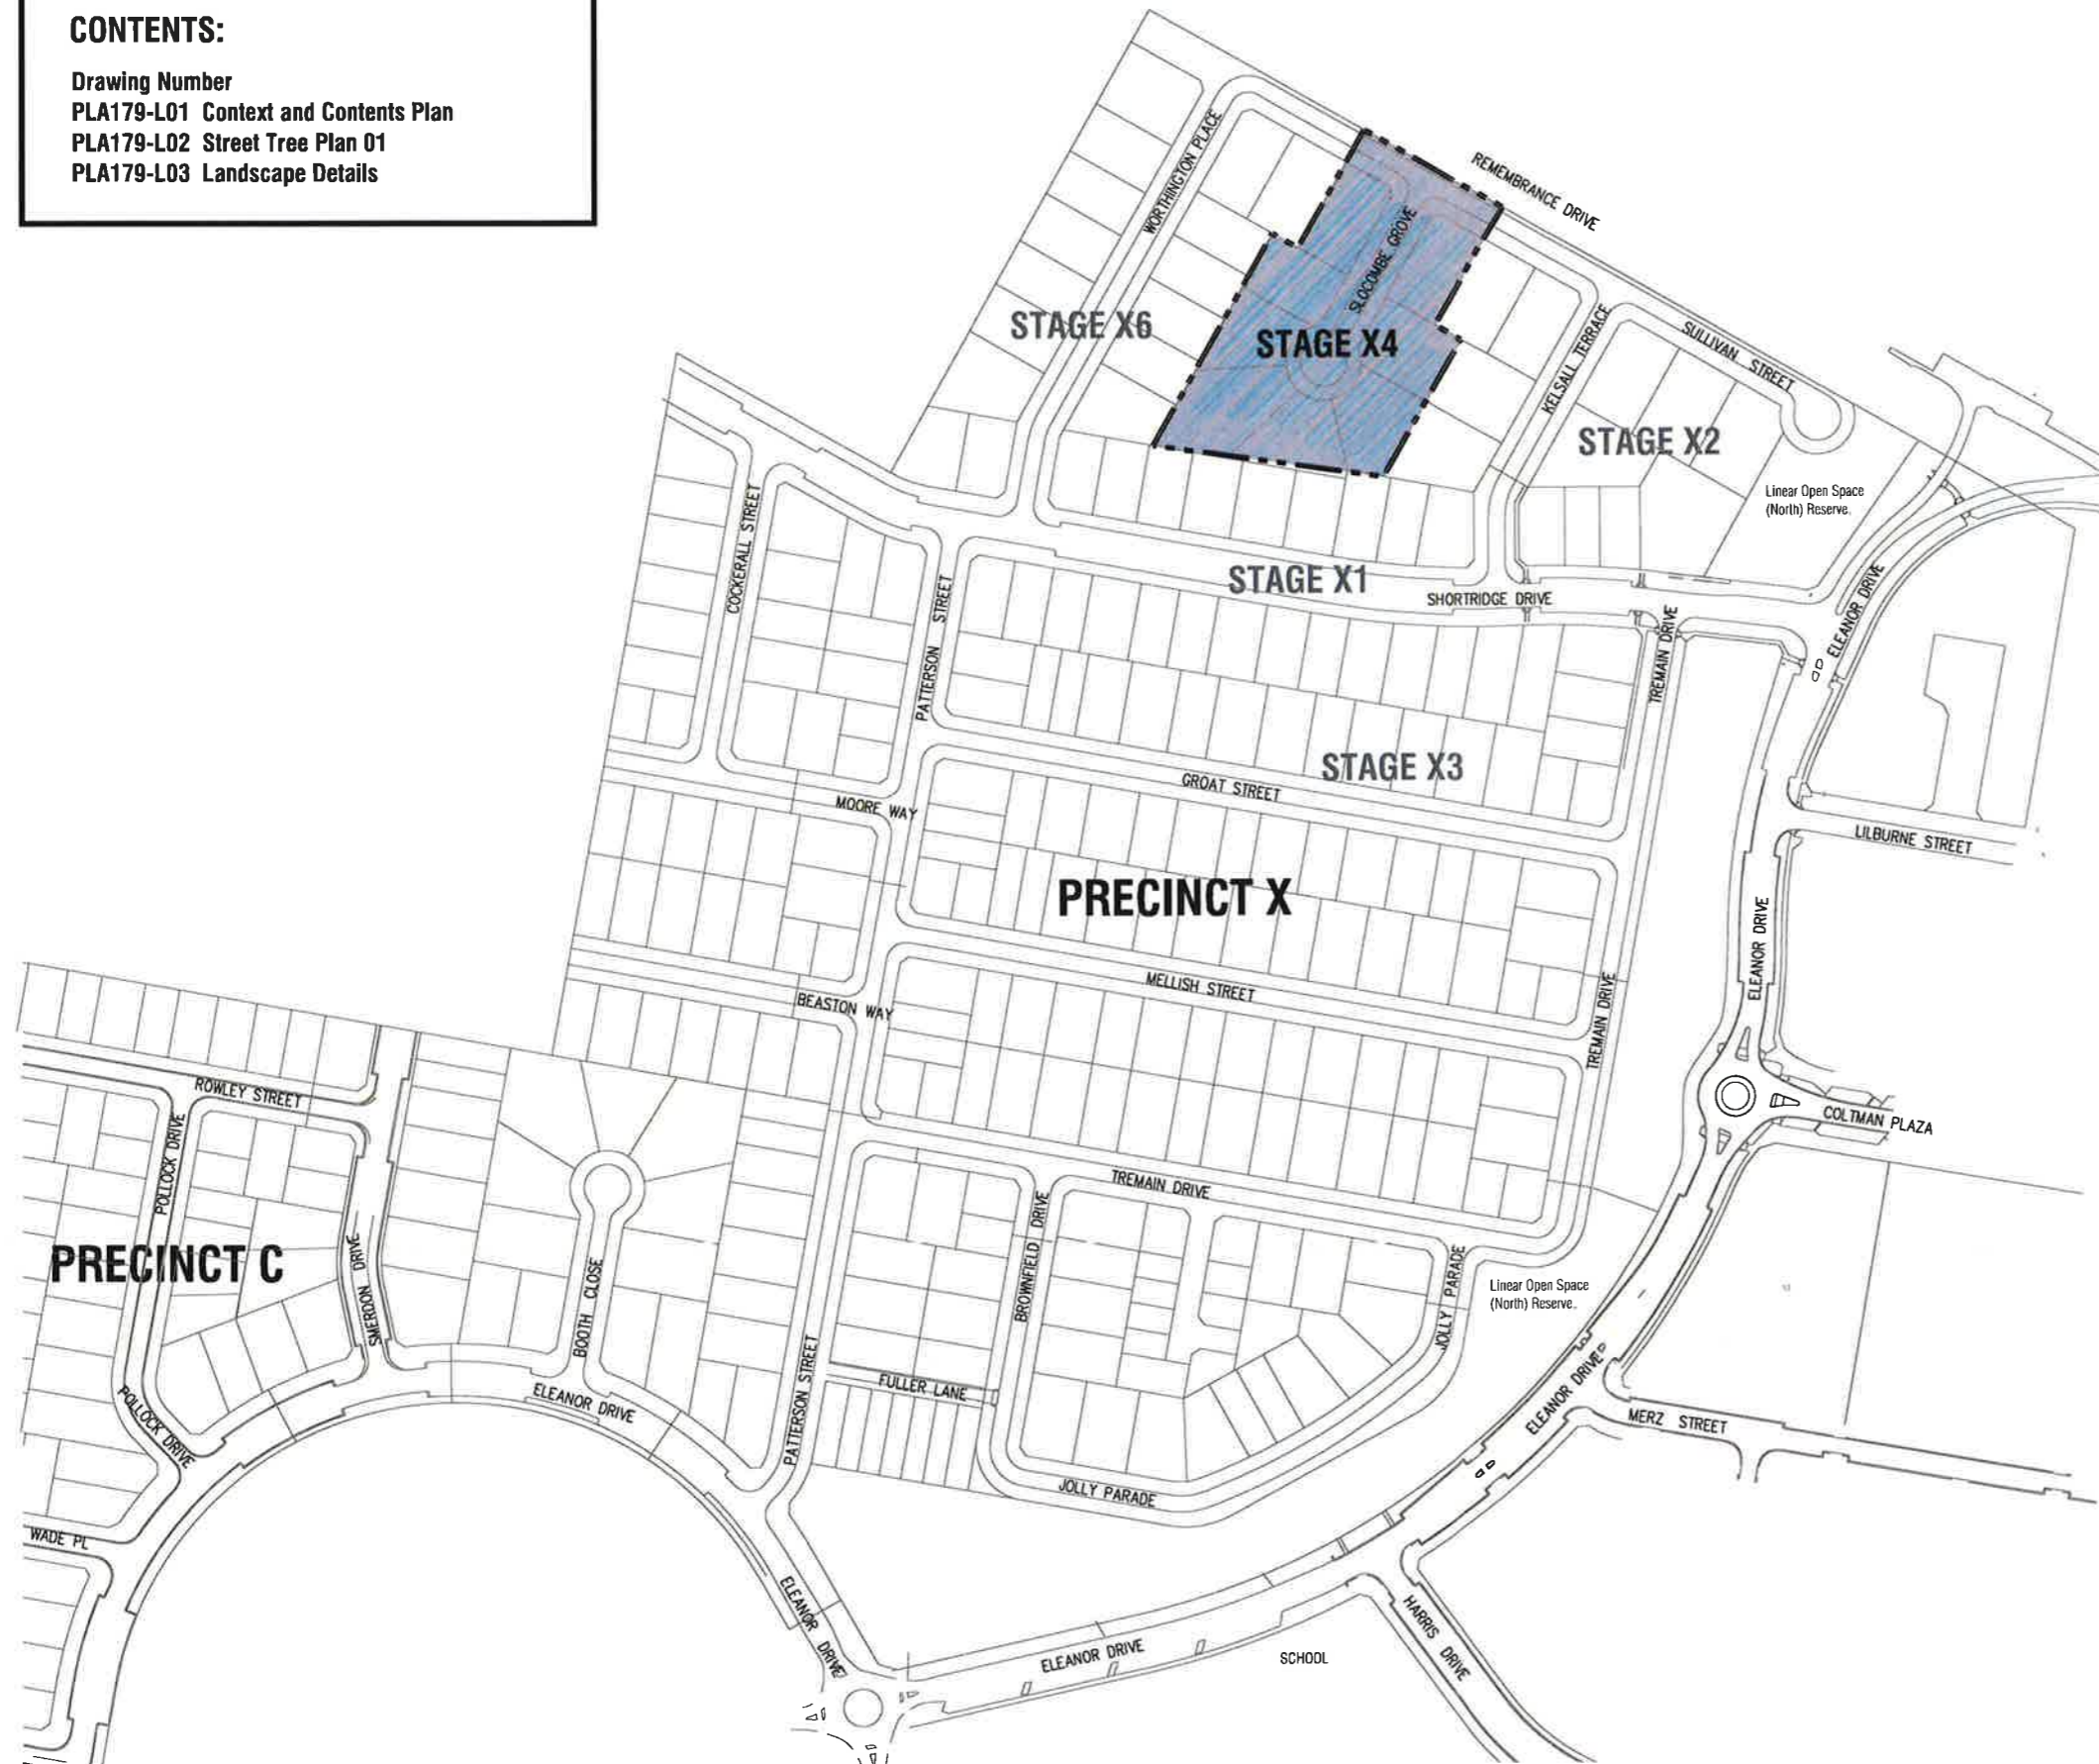 CONTENTS:
Drawing Number
PLA179-L01 Context and Contents Plan
PLA179-L02 Street Tree Plan 01
PLA179-L03 Landscape Details
REMEMBRANCE DRIVE
WORTHINGTON PLACE
SLOCOMBE GROVE
STAGE X6
STAGE X4
KELSALL TERRACE
SULLIVAN STREET
STAGE X2
Linear Open Space
(North) Reserve.
COCKERALL STREET
PATTERSON STREET
STAGE X1
SHORTRIDGE DRIVE
TREMAIN DRIVE
ELEANOR DRIVE
STAGE X3
GROAT STREET
MOORE WAY
LILBURNE STREET
PRECINCT X
ELEANOR DRIVE
MELLISH STREET
BEASTON WAY
TREMAIN DRIVE
ROWLEY STREET
POLLOCK DRIVE
COLTMAN PLAZA
TREMAIN DRIVE
BROWNFIELD DRIVE
PRECINCT C
SMERDON DRIVE
BOOTH CLOSE
JOLLY PARADE
Linear Open Space
(North) Reserve.
PATTERSON STREET
FULLER LANE
ELEANOR DRIVE
ELEANOR DRIVE
MERZ STREET
POLLOCK DRIVE
JOLLY PARADE
WADE PL
ELEANOR DRIVE
HARRIS DRIVE
ELEANOR DRIVE
SCHOOL